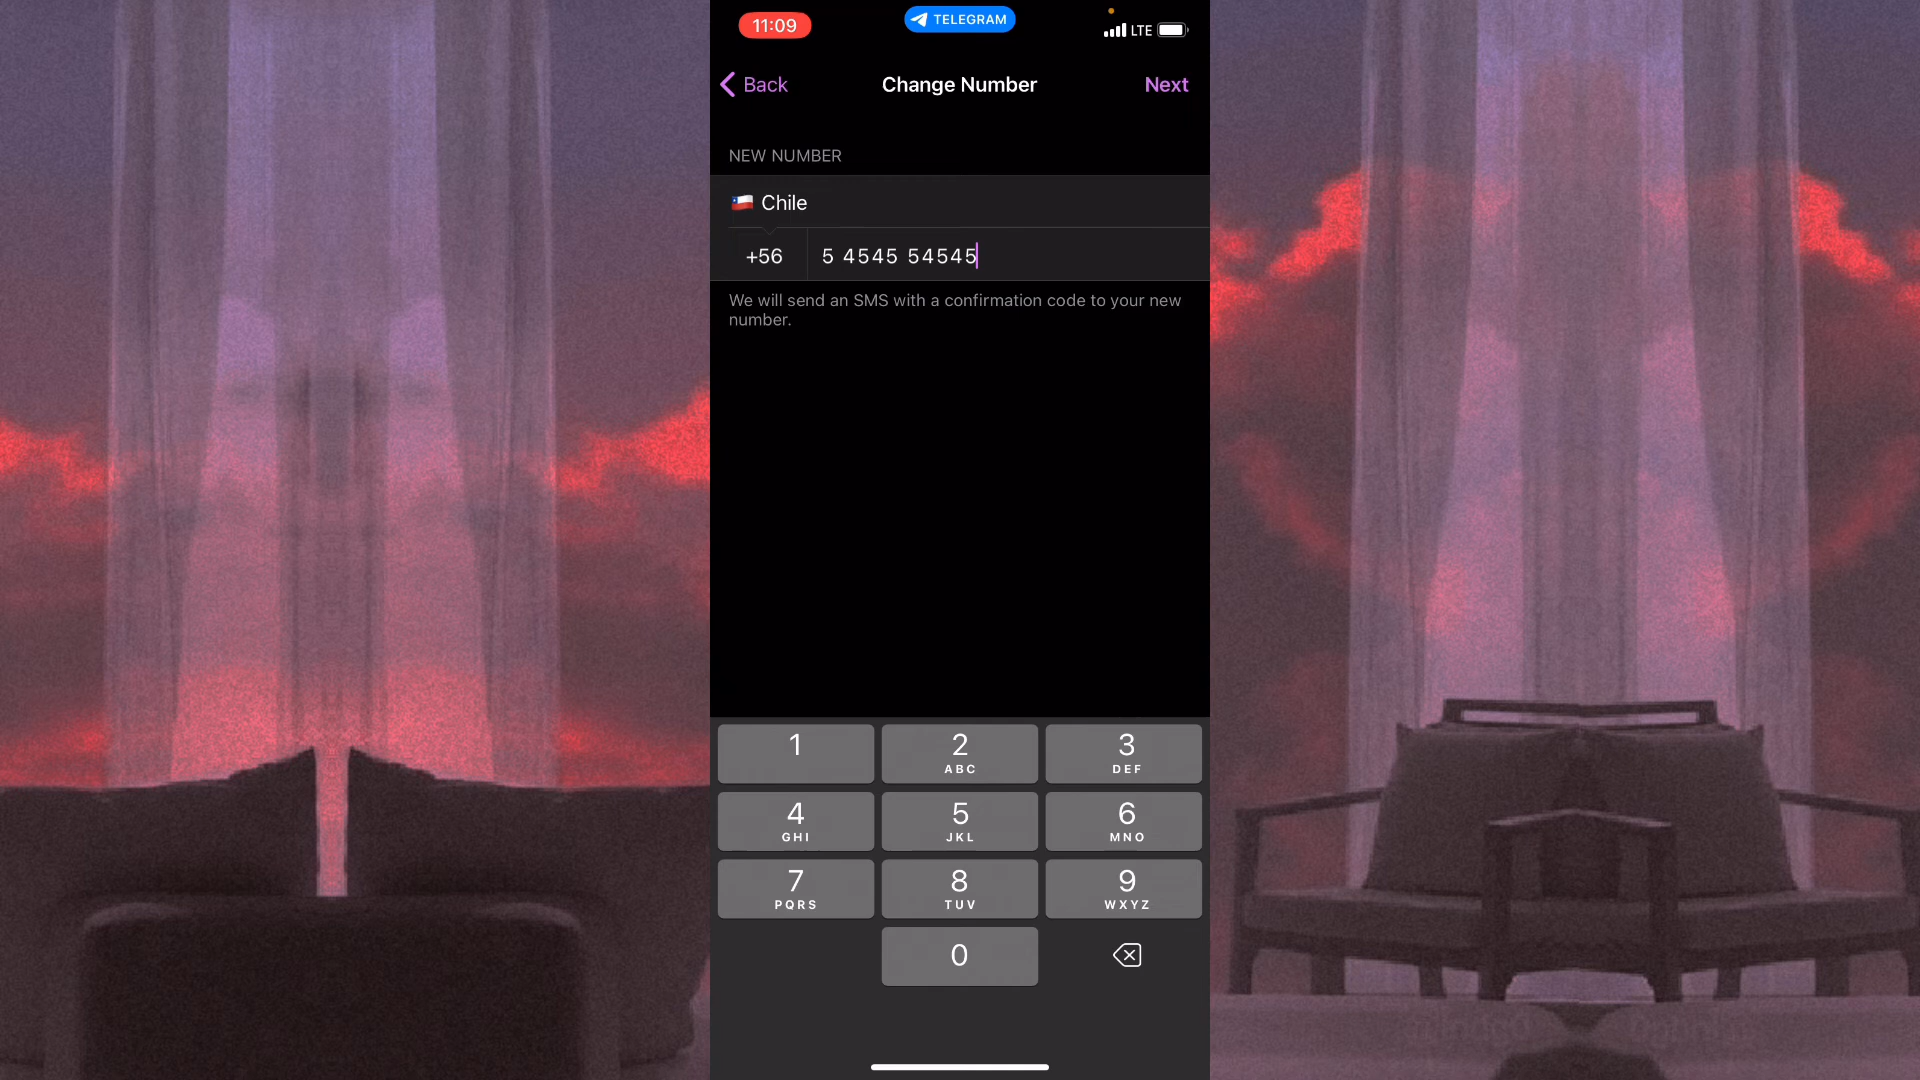 11:09
TELEGRAM
LTE
Back
Change Number
Next
NEW NUMBER
Chile
+56
5 4545 54545
We will send an SMS with a confirmation code to your new
number.
1
2
ABC
3
DEF
4
GHI
5
JKL
6
MNO
7
PQRS
8
TUV
9
WXYZ
0